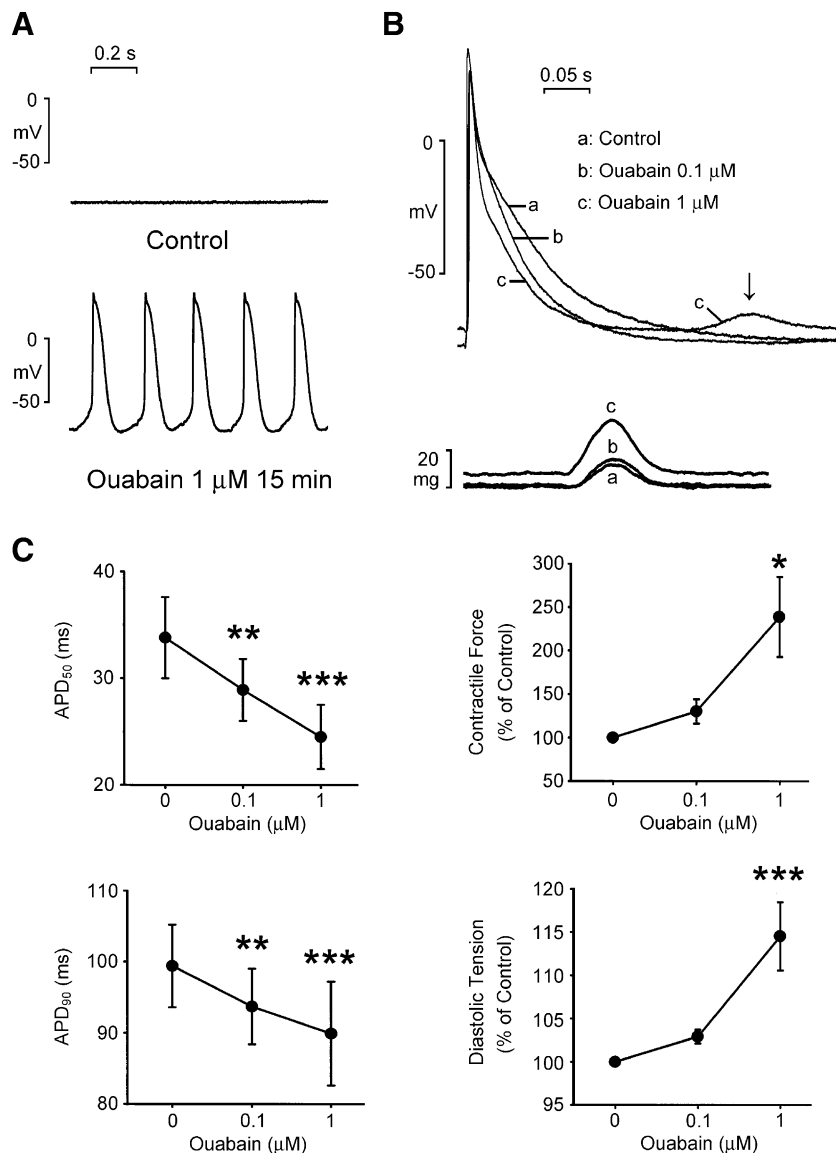 A
0.2 s
0
mV
-50
Control
0
mV
-50
Ouabain 1 μM 15 min
B
0.05 s
0
mV
-50
a: Control
b: Ouabain 0.1 μM
c: Ouabain 1 μM
a
b
c
c
↓
20
mg
c
b
a
C
40
30
20
APD50 (ms)
**
***
0 0.1 1
Ouabain (μM)
300
250
200
150
100
50
Contractile Force
(% of Control)
*
0 0.1 1
Ouabain (μM)
110
100
90
80
APD90 (ms)
**
***
0 0.1 1
Ouabain (μM)
120
115
110
105
100
95
Diastolic Tension
(% of Control)
***
0 0.1 1
Ouabain (μM)